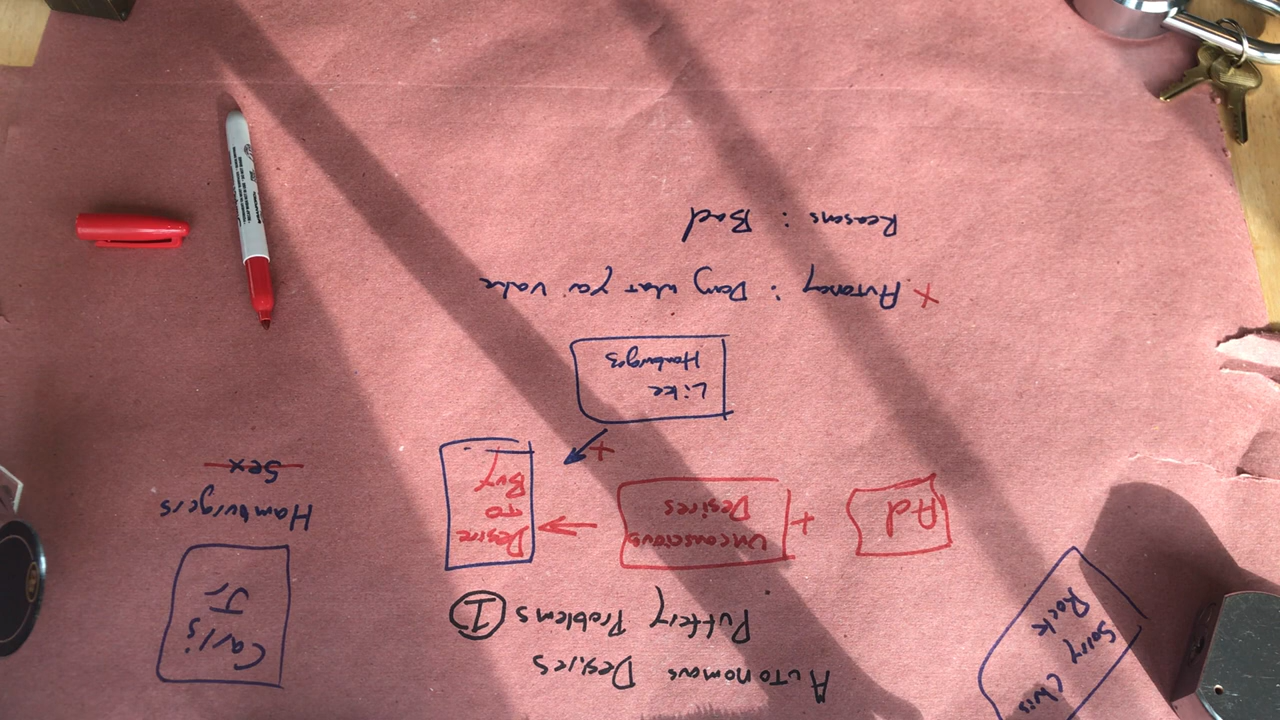 Autonomous Desires
Puffery Problems I
Sorry Chris
Rock
Ad
+
Unconscious
Desires
Desire
to
Buy
Carl's
Jr
Hamburgers
Sex
+
Like
Hamburgers
x Autonomy : Deny what you value
Reasons : Bad